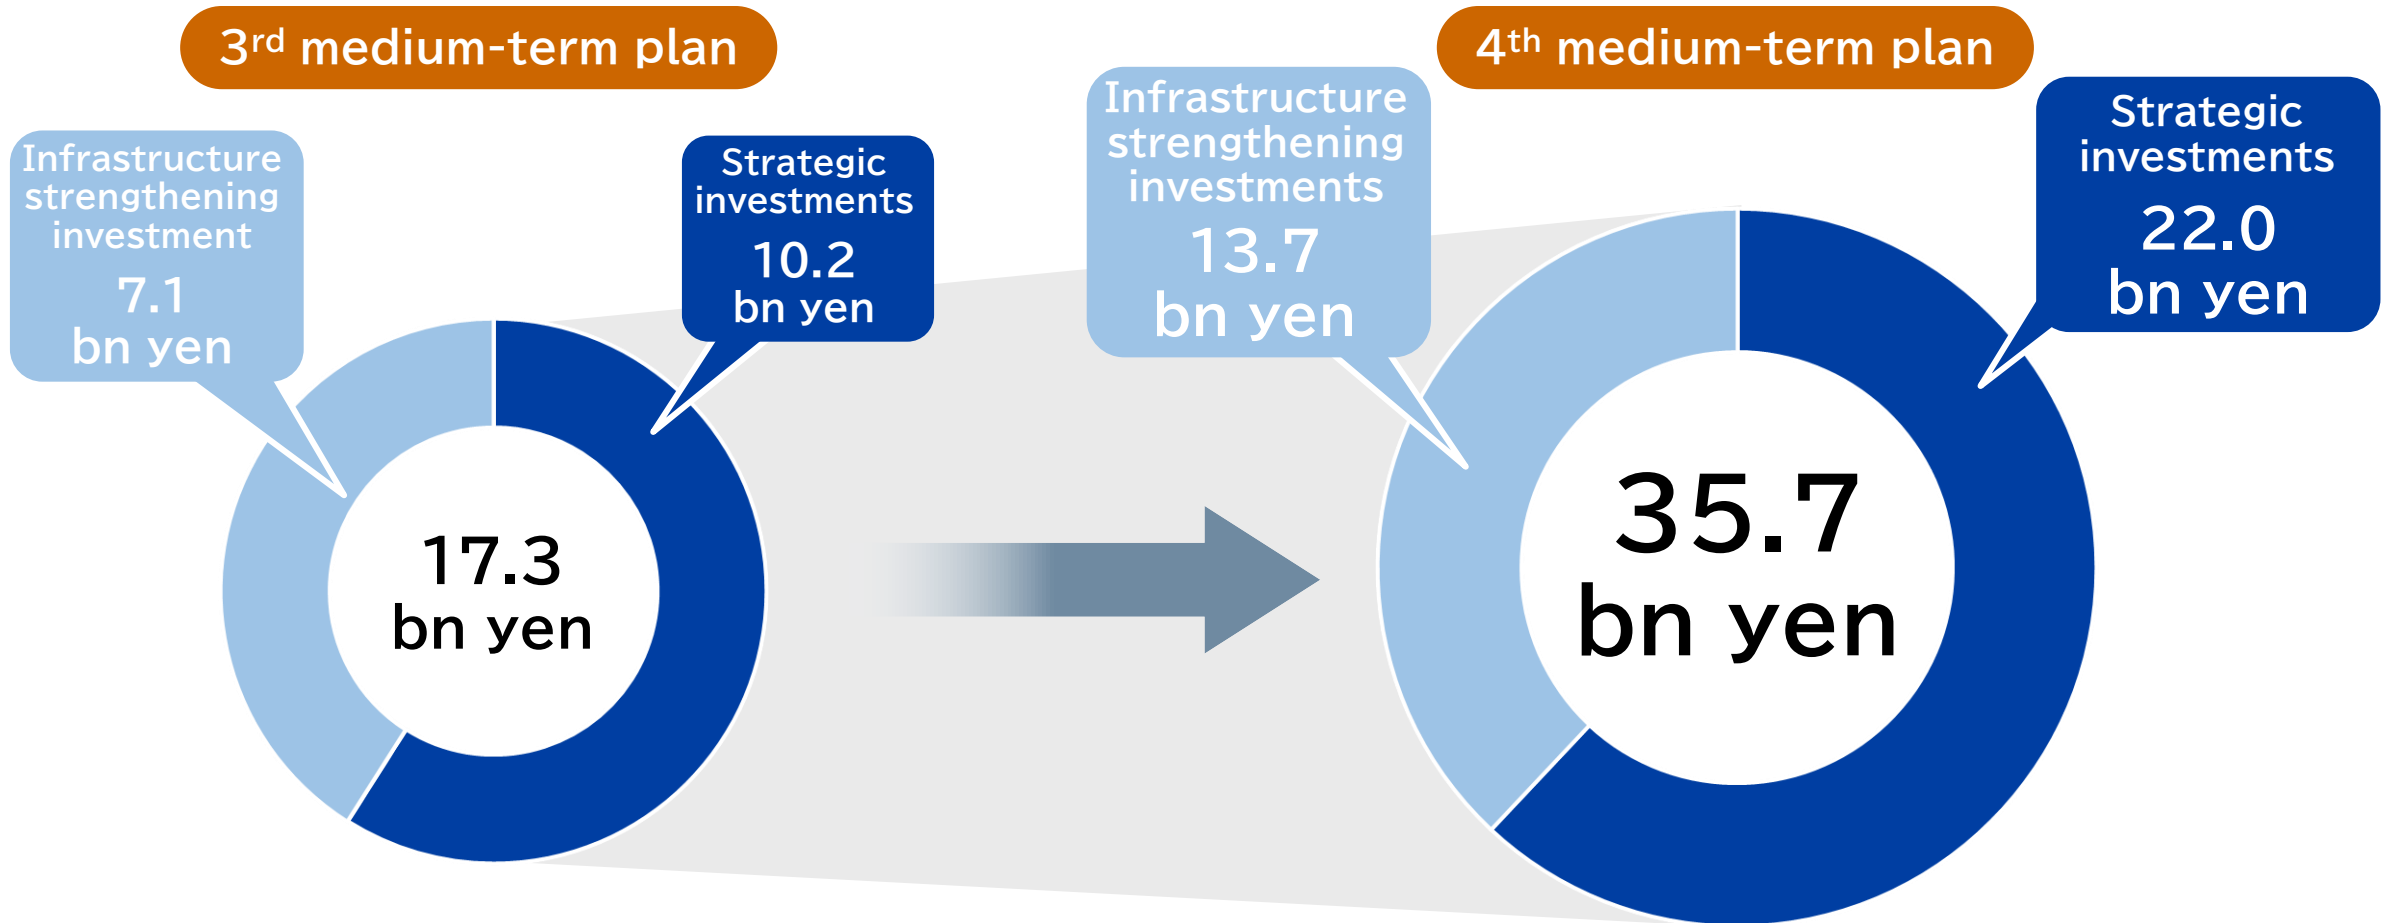 3rd medium-term plan
Infrastructure
strengthening
investment
7.1
bn yen
Strategic
investments
10.2
bn yen
17.3
bn yen
4th medium-term plan
Infrastructure
strengthening
investments
13.7
bn yen
Strategic
investments
22.0
bn yen
35.7
bn yen